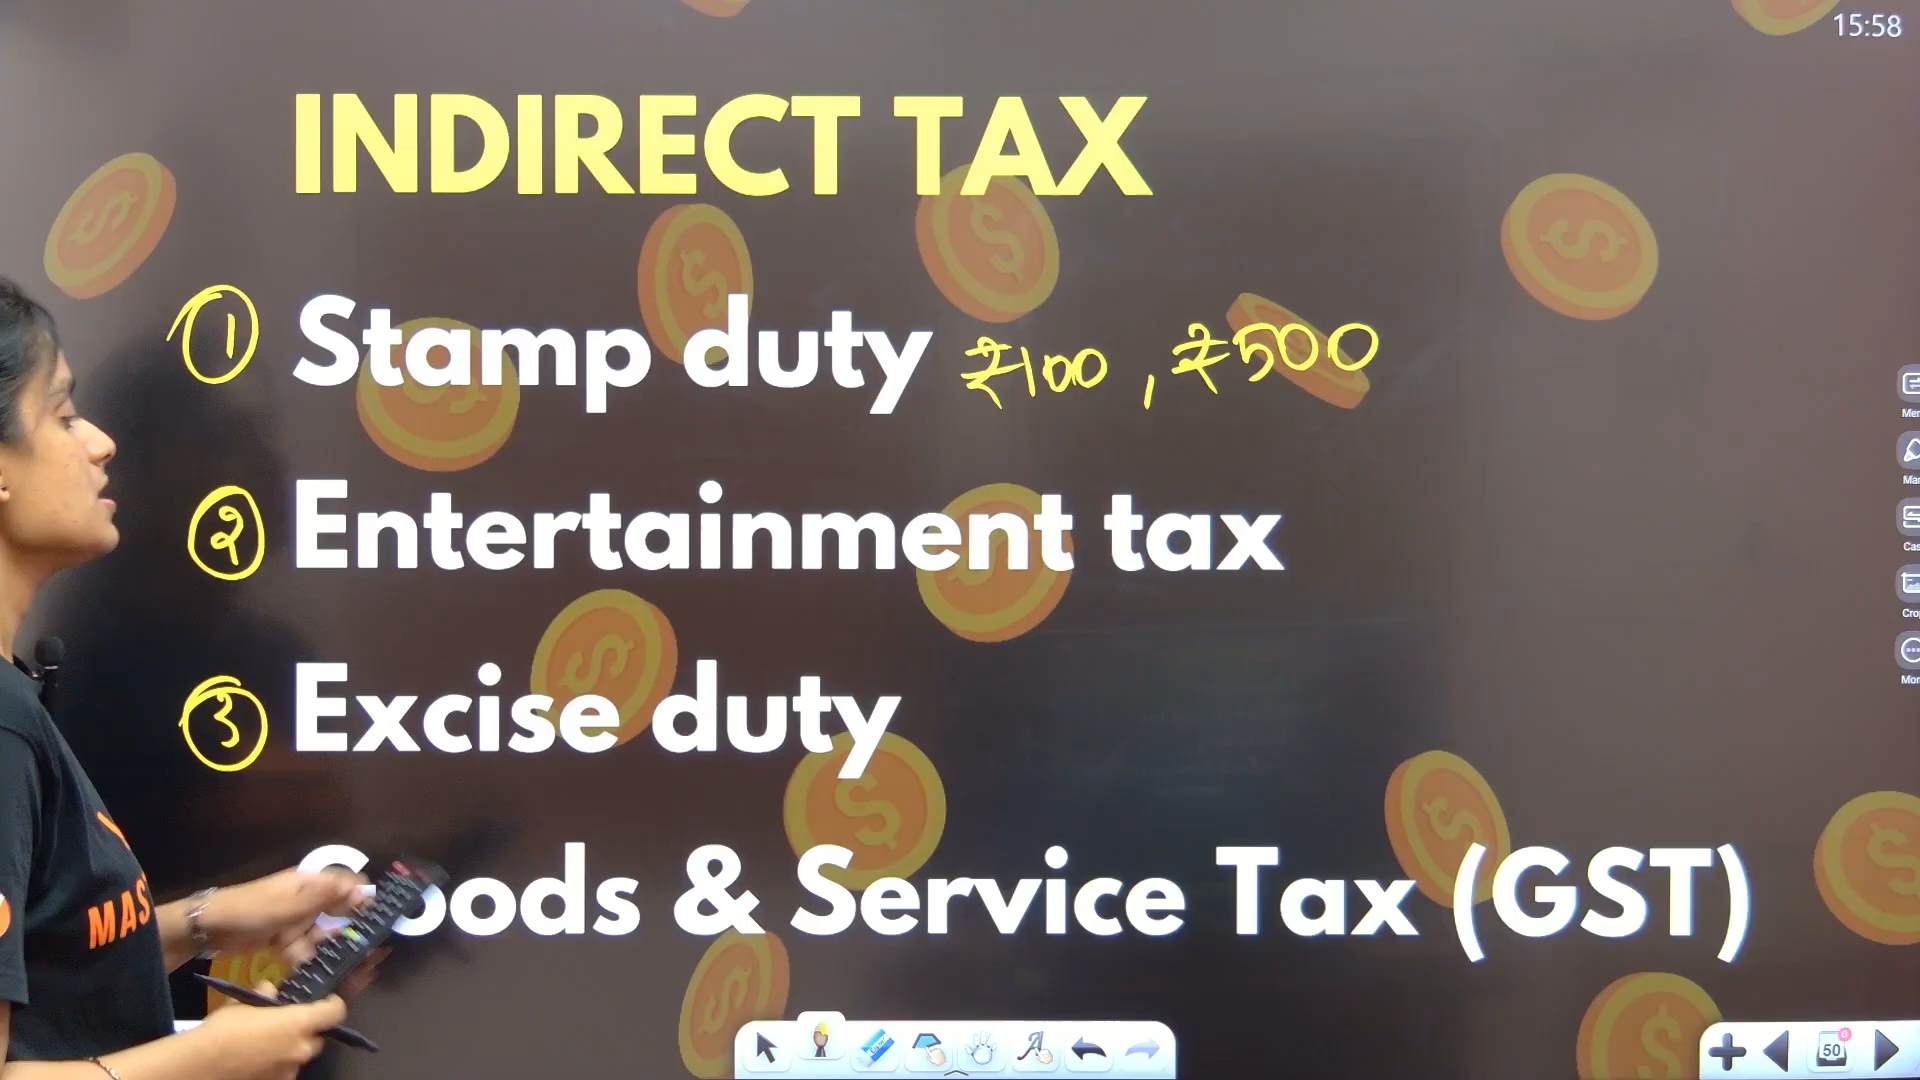 15:58
INDIRECT TAX
① Stamp duty ₹100, ₹500
② Entertainment tax
③ Excise duty
Goods & Service Tax (GST)
MAS
50